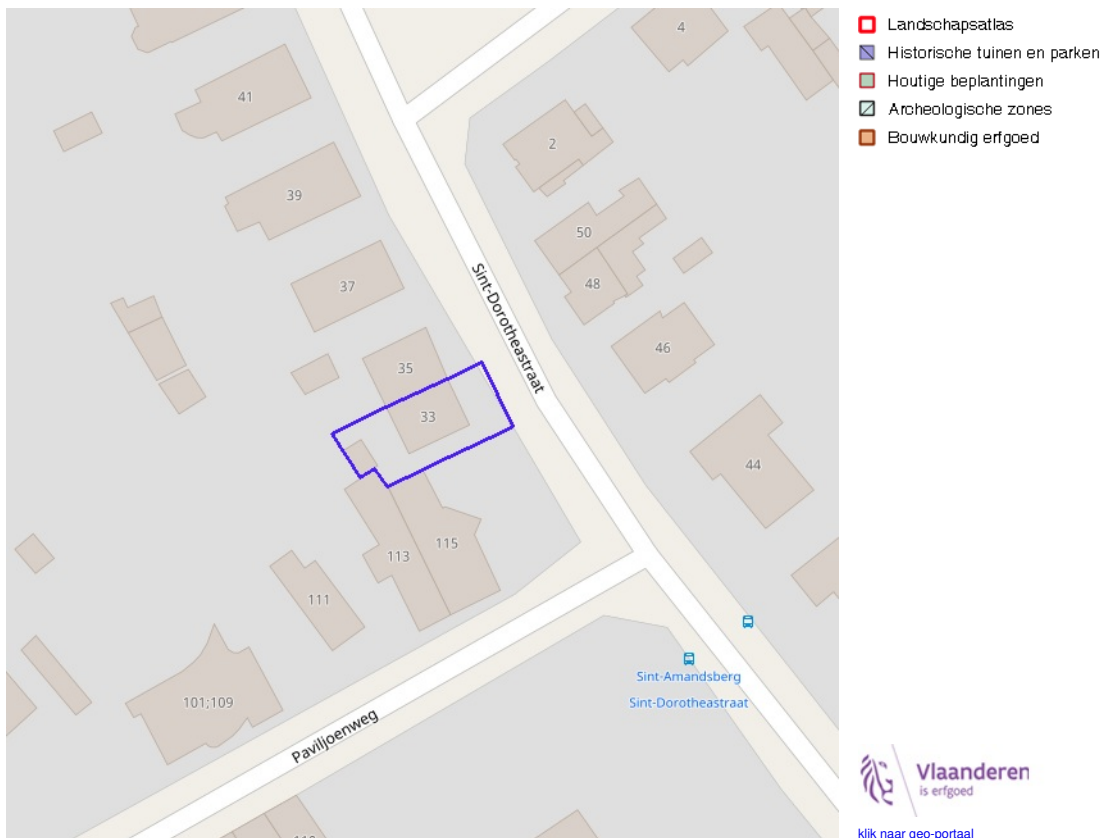 4
41
2
39
50
37
48
Sint-Dorotheastraat
46
35
33
44
115
113
111
Sint-Amandsberg
Sint-Dorotheastraat
101;109
Paviljoenweg
Landschapsatlas
Historische tuinen en parken
Houtige beplantingen
Archeologische zones
Bouwkundig erfgoed
Vlaanderen
is erfgoed
klik naar geo-portaal